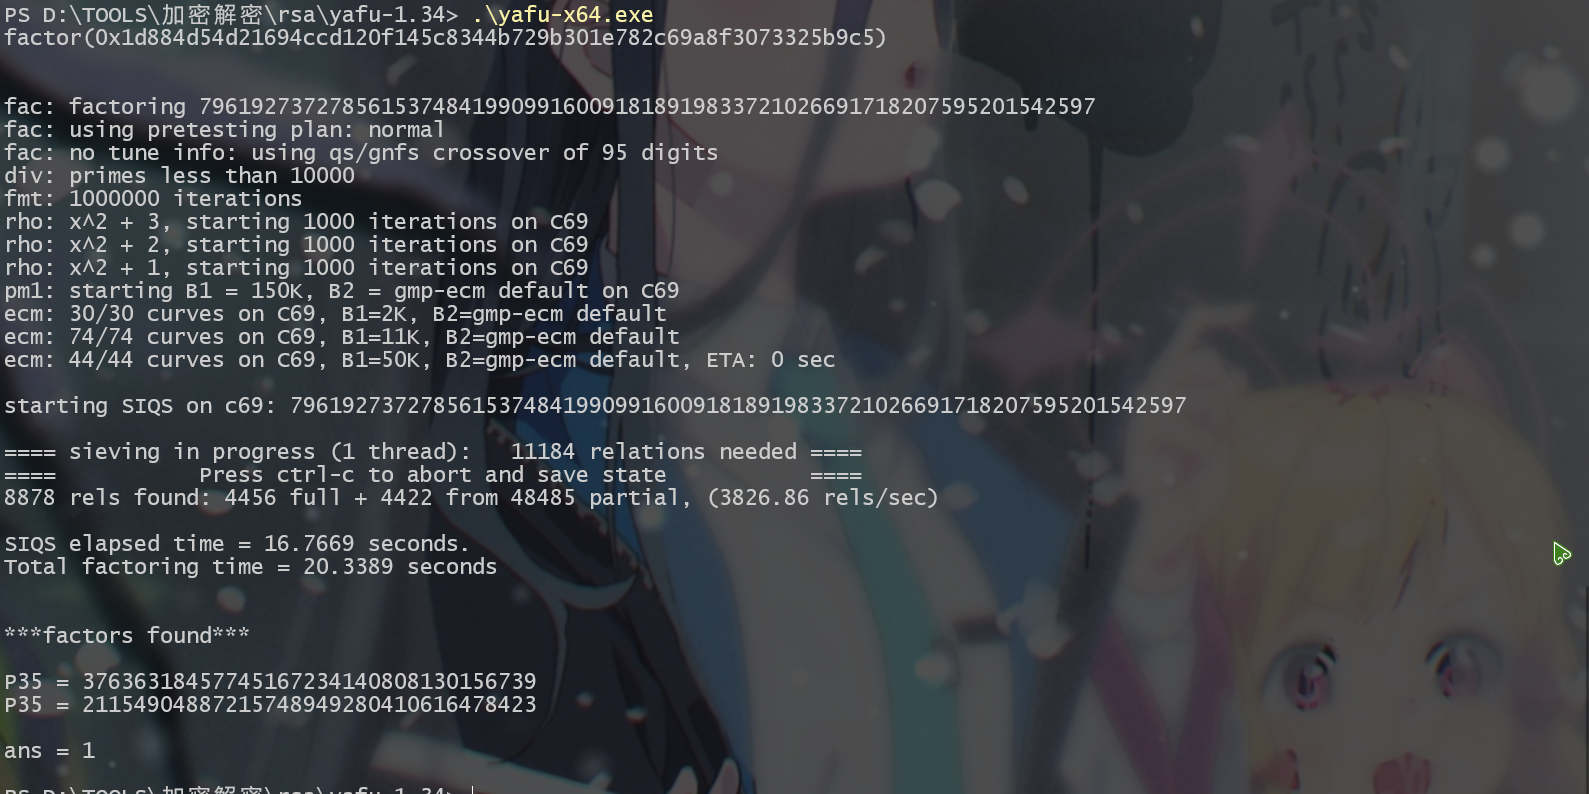 PS D:\TOOLS\加密解密\rsa\yafu-1.34> .\yafu-x64.exe
factor(0x1d884d54d21694ccd120f145c8344b729b301e782c69a8f3073325b9c5)
fac: factoring 796192737278561537484199099160091818919833721026691718207595201542597
fac: using pretesting plan: normal
fac: no tune info: using qs/gnfs crossover of 95 digits
div: primes less than 10000
fmt: 1000000 iterations
rho: x^2 + 3, starting 1000 iterations on C69
rho: x^2 + 2, starting 1000 iterations on C69
rho: x^2 + 1, starting 1000 iterations on C69
pm1: starting B1 = 150K, B2 = gmp-ecm default on C69
ecm: 30/30 curves on C69, B1=2K, B2=gmp-ecm default
ecm: 74/74 curves on C69, B1=11K, B2=gmp-ecm default
ecm: 44/44 curves on C69, B1=50K, B2=gmp-ecm default, ETA: 0 sec
starting SIQS on c69: 796192737278561537484199099160091818919833721026691718207595201542597
==== sieving in progress (1 thread):   11184 relations needed ====
====           Press ctrl-c to abort and save state           ====
8878 rels found: 4456 full + 4422 from 48485 partial, (3826.86 rels/sec)
SIQS elapsed time = 16.7669 seconds.
Total factoring time = 20.3389 seconds
***factors found***
P35 = 37636318457745167234140808130156739
P35 = 21154904887215748949280410616478423
ans = 1
PS D:\TOOLS\加密解密\rsa\yafu-1.34>